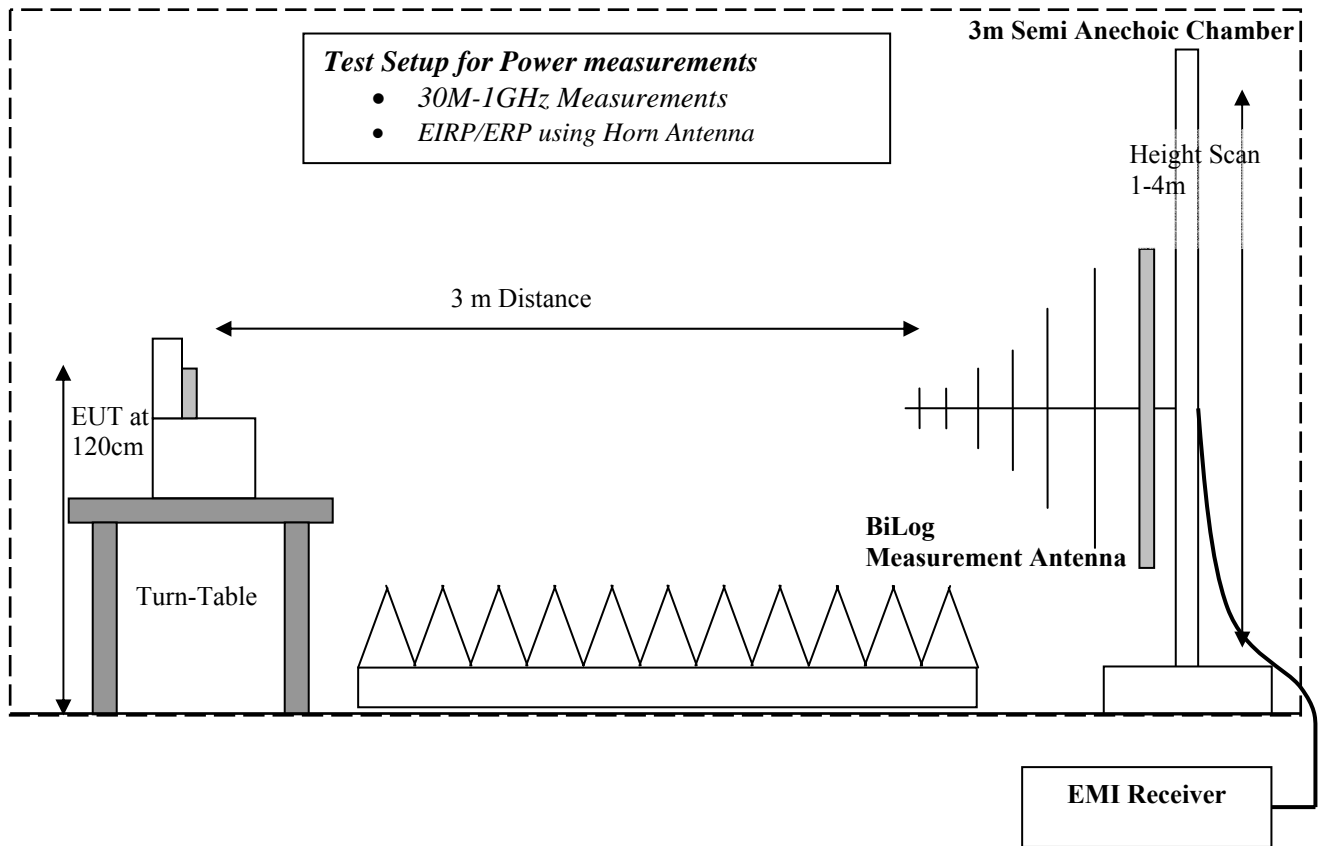 3m Semi Anechoic Chamber
Test Setup for Power measurements
• 30M-1GHz Measurements
• EIRP/ERP using Horn Antenna
Height Scan
1-4m
3 m Distance
EUT at
120cm
BiLog
Measurement Antenna
Turn-Table
EMI Receiver